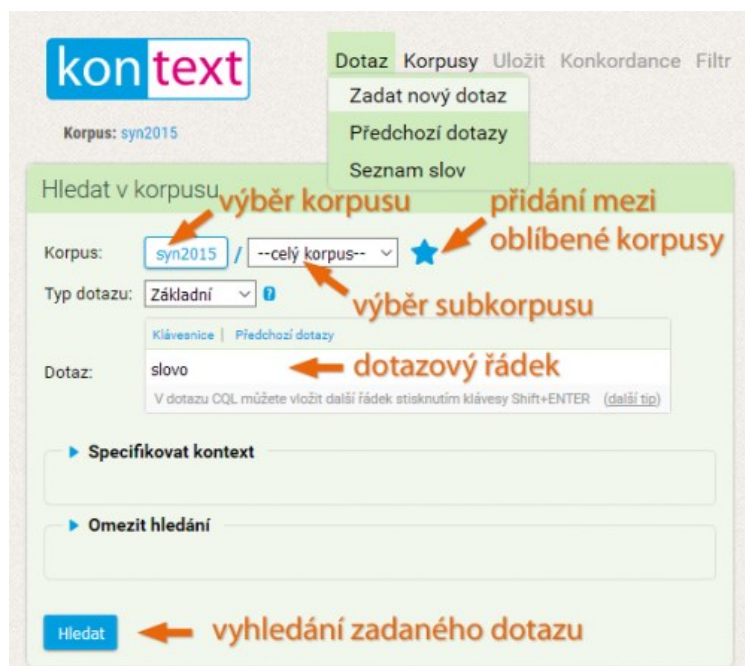 kontext
Dotaz Korpusy Uložit Konkordance Filtr
Zadat nový dotaz
Předchozí dotazy
Seznam slov
Korpus: syn2015
Hledat v korpusu
výběr korpusu
přidání mezi
oblíbené korpusy
Korpus: syn2015 / --celý korpus--
Typ dotazu: Základní ?
výběr subkorpusu
Klávesnice | Předchozí dotazy
Dotaz: slovo
dotazový řádek
V dotazu CQL můžete vložit další řádek stisknutím klávesy Shift+ENTER (další tip)
Specifikovat kontext
Omezit hledání
Hledat
vyhledání zadaného dotazu